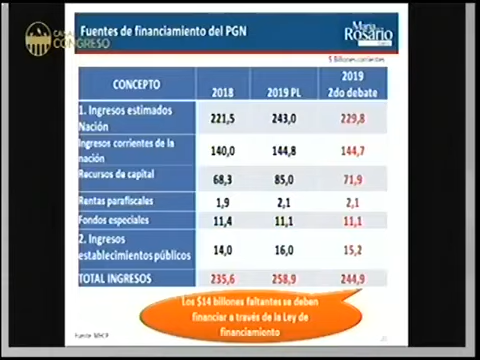 CANAL
CONGRESO
Fuentes de financiamiento del PGN
María
del
Rosario
$ Billones corrientes
CONCEPTO 2018 2019 PL 2019
2do debate
1. Ingresos estimados
Nación 221,5 243,0 229,8
Ingresos corrientes de la
nación 140,0 144,8 144,7
Recursos de capital 68,3 85,0 71,9
Rentas parafiscales 1,9 2,1 2,1
Fondos especiales 11,4 11,1 11,1
2. Ingresos
establecimientos públicos 14,0 16,0 15,2
TOTAL INGRESOS 235,6 258,9 244,9
Los $14 billones faltantes se deben
financiar a través de la Ley de
financiamiento
Fuente: MHCP